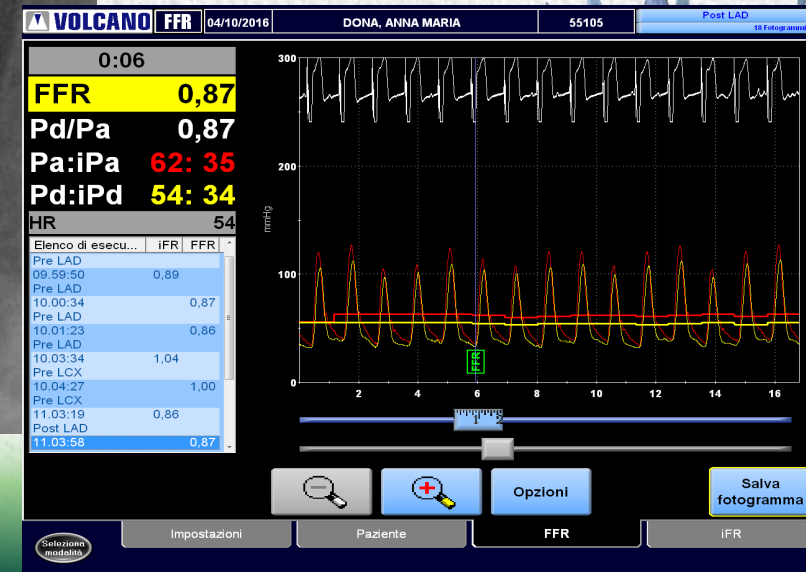 VOLCANO FFR 04/10/2016 DONA, ANNA MARIA 55105 Post LAD
18 Fotogrammi
0:06
FFR 0,87
Pd/Pa 0,87
Pa:iPa 62: 35
Pd:iPd 54: 34
HR 54
Elenco di esecu... iFR FFR
Pre LAD
09.59:50 0,89
Pre LAD
10.00:34 0,87
Pre LAD
10.01:23 0,86
Pre LAD
10.03:34 1,04
Pre LCX
10.04:27 1,00
Pre LCX
11.03:19 0,86
Post LAD
11.03:58 0,87
300
200
mmHg
100
0
FFR
2 4 6 8 10 12 14 16
1 2
Opzioni
Salva
fotogramma
Seleziona
modalità
Impostazioni Paziente FFR iFR